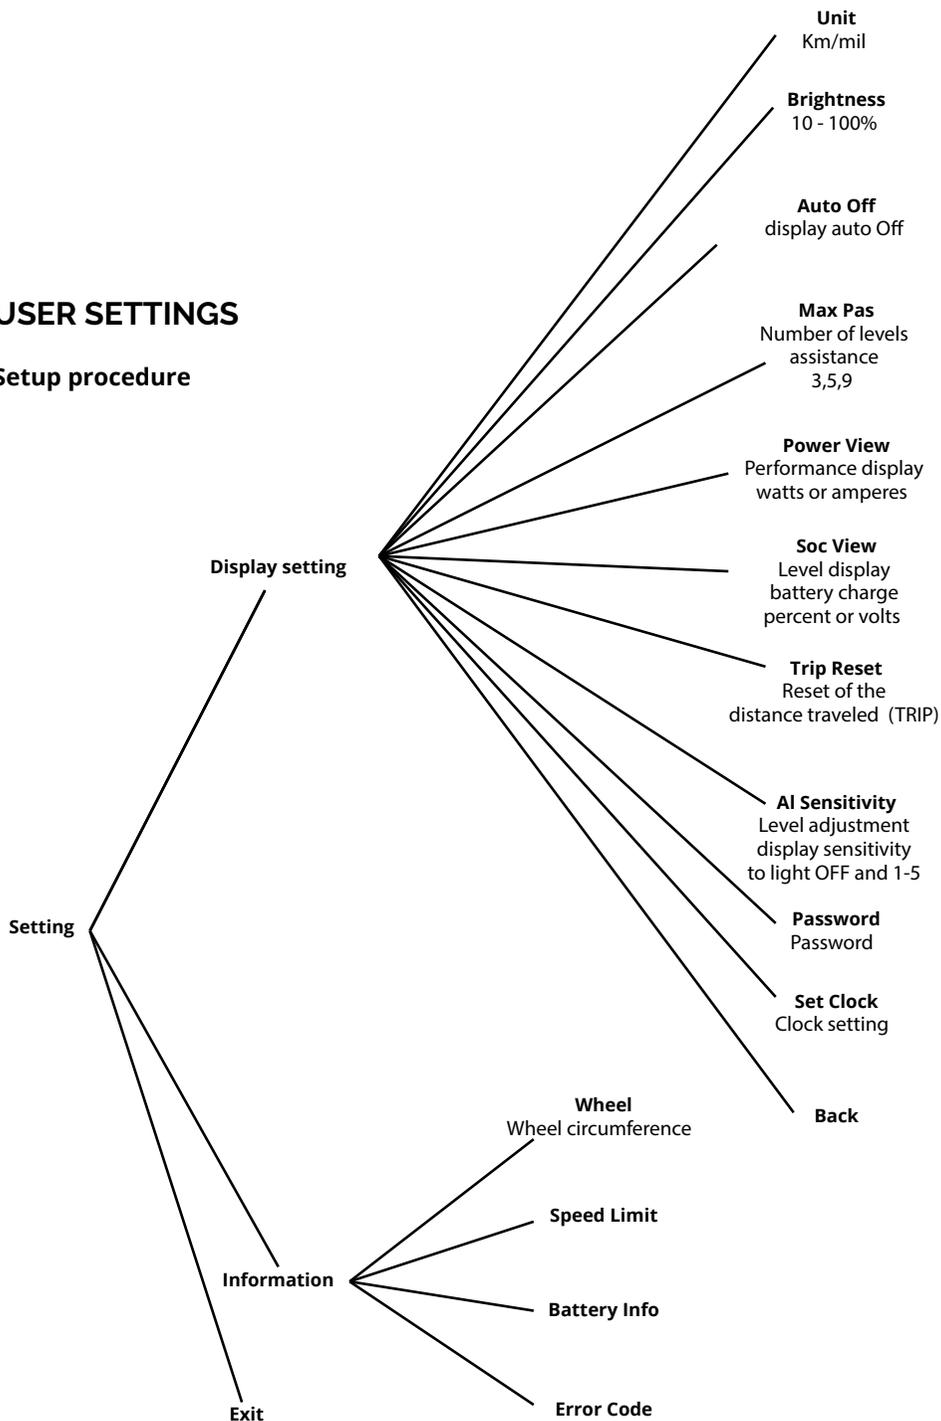 Unit
Km/mil
Brightness
10 - 100%
Auto Off
display auto Off
USER SETTINGS
Setup procedure
Max Pas
Number of levels
assistance
3,5,9
Power View
Performance display
watts or amperes
Display setting
Soc View
Level display
battery charge
percent or volts
Trip Reset
Reset of the
distance traveled (TRIP)
Al Sensitivity
Level adjustment
display sensitivity
to light OFF and 1-5
Setting
Password
Password
Set Clock
Clock setting
Back
Wheel
Wheel circumference
Speed Limit
Information
Battery Info
Error Code
Exit